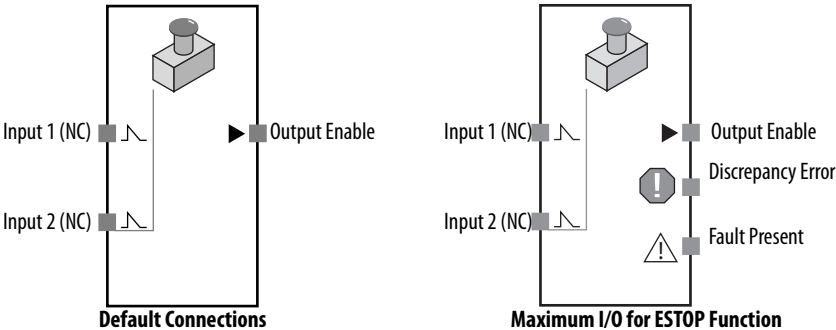 Input 1 (NC)
Output Enable
Input 2 (NC)
Default Connections
Input 1 (NC)
Output Enable
Discrepancy Error
Input 2 (NC)
Fault Present
Maximum I/O for ESTOP Function